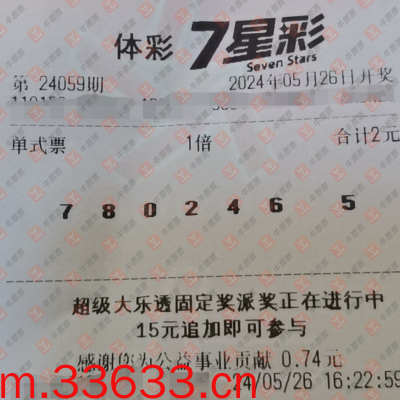 体彩 7星彩
Seven Stars
第 24059期 2024年05月26日开奖
单式票 1倍 合计2元
7 8 0 2 4 6 5
超级大乐透固定奖派奖正在进行中
15元追加即可参与
感谢您为公益事业贡献 0.74元
24/05/26 16:22:59
m.33633.cn